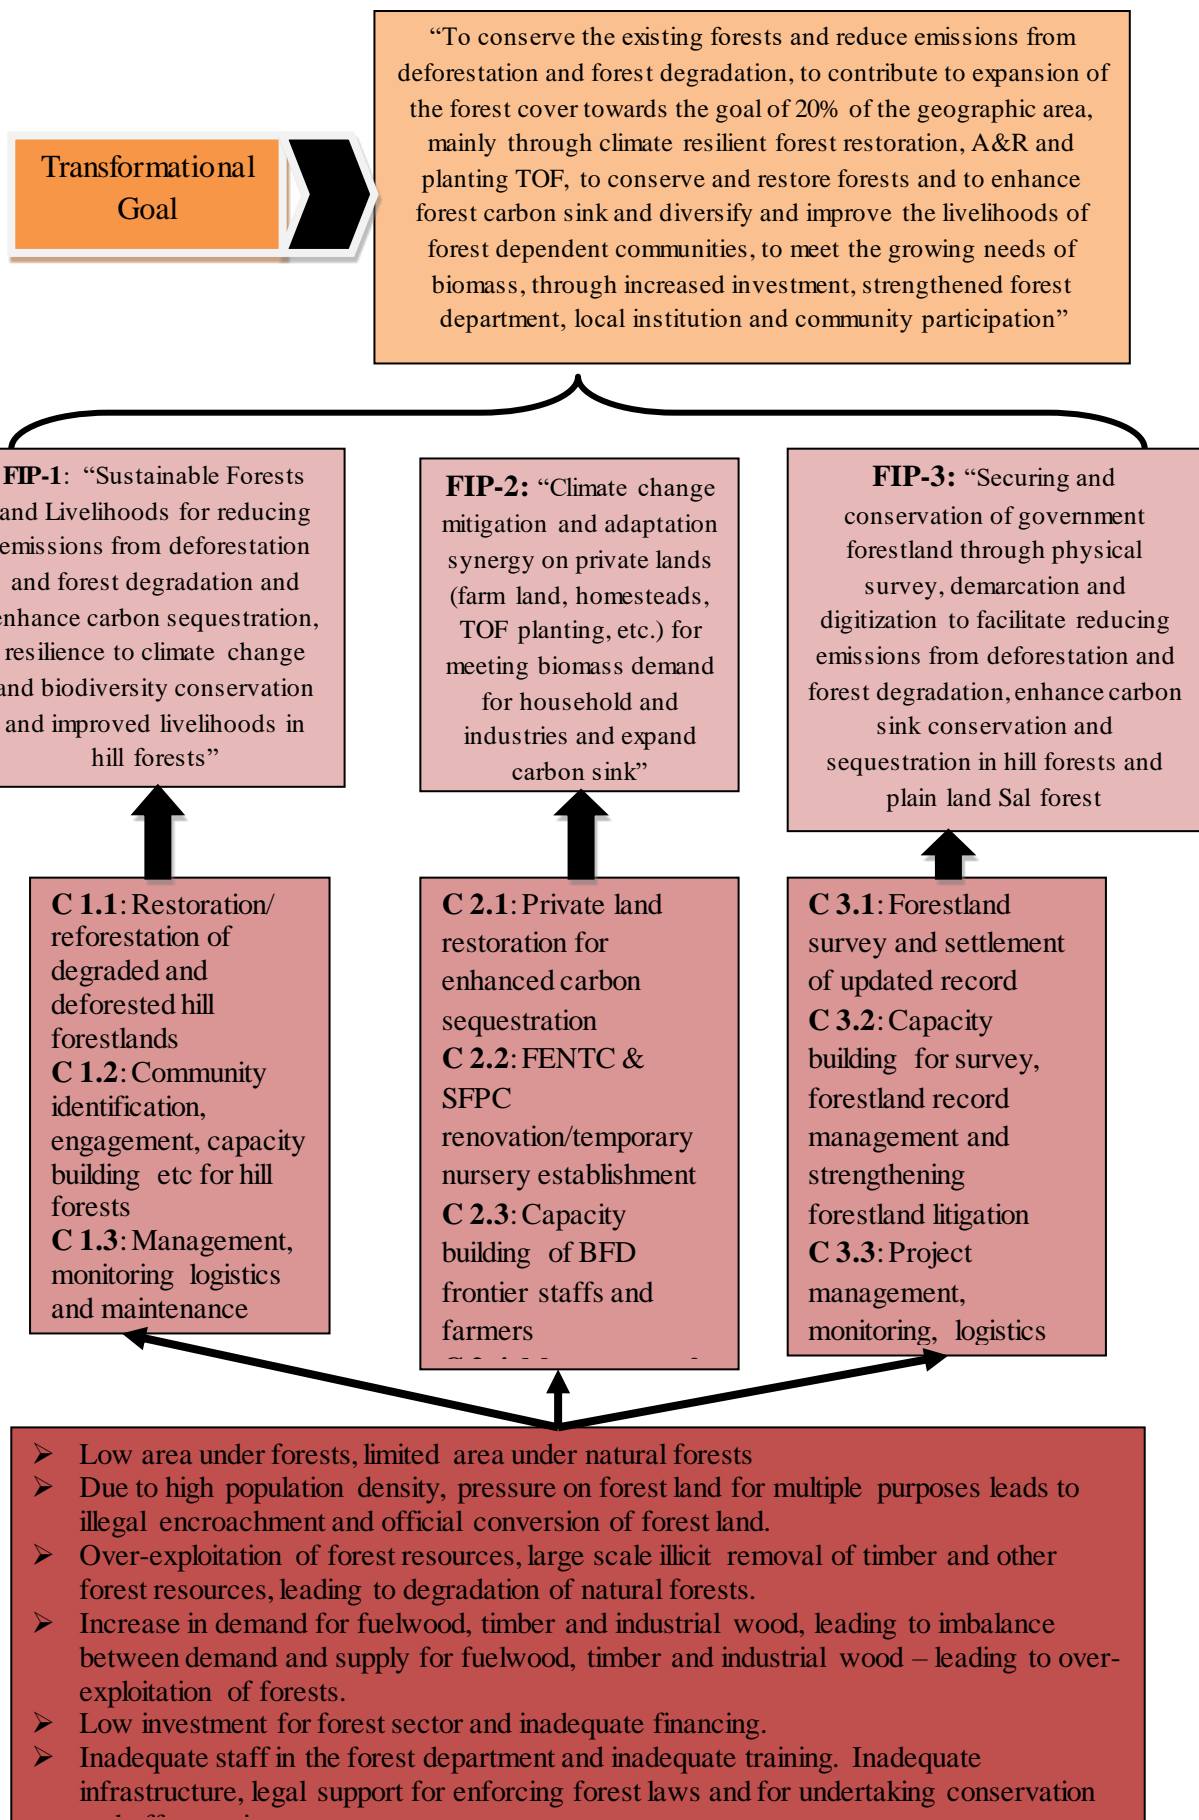 “To conserve the existing forests and reduce emissions from
deforestation and forest degradation, to contribute to expansion of
the forest cover towards the goal of 20% of the geographic area,
mainly through climate resilient forest restoration, A&R and
planting TOF, to conserve and restore forests and to enhance
forest carbon sink and diversify and improve the livelihoods of
forest dependent communities, to meet the growing needs of
biomass, through increased investment, strengthened forest
department, local institution and community participation”
Transformational
Goal
FIP-1: “Sustainable Forests
and Livelihoods for reducing
emissions from deforestation
and forest degradation and
enhance carbon sequestration,
resilience to climate change
and biodiversity conservation
and improved livelihoods in
hill forests”
FIP-2: “Climate change
mitigation and adaptation
synergy on private lands
(farm land, homesteads,
TOF planting, etc.) for
meeting biomass demand
for household and
industries and expand
carbon sink”
FIP-3: “Securing and
conservation of government
forestland through physical
survey, demarcation and
digitization to facilitate reducing
emissions from deforestation and
forest degradation, enhance carbon
sink conservation and
sequestration in hill forests and
plain land Sal forest
C 1.1: Restoration/
reforestation of
degraded and
deforested hill
forestlands
C 1.2: Community
identification,
engagement, capacity
building etc for hill
forests
C 1.3: Management,
monitoring logistics
and maintenance
C 2.1: Private land
restoration for
enhanced carbon
sequestration
C 2.2: FENTC &
SFPC
renovation/temporary
nursery establishment
C 2.3: Capacity
building of BFD
frontier staffs and
farmers
C 3.1: Forestland
survey and settlement
of updated record
C 3.2: Capacity
building for survey,
forestland record
management and
strengthening
forestland litigation
C 3.3: Project
management,
monitoring, logistics
➢ Low area under forests, limited area under natural forests
➢ Due to high population density, pressure on forest land for multiple purposes leads to
illegal encroachment and official conversion of forest land.
➢ Over-exploitation of forest resources, large scale illicit removal of timber and other
forest resources, leading to degradation of natural forests.
➢ Increase in demand for fuelwood, timber and industrial wood, leading to imbalance
between demand and supply for fuelwood, timber and industrial wood – leading to over-
exploitation of forests.
➢ Low investment for forest sector and inadequate financing.
➢ Inadequate staff in the forest department and inadequate training. Inadequate
infrastructure, legal support for enforcing forest laws and for undertaking conservation